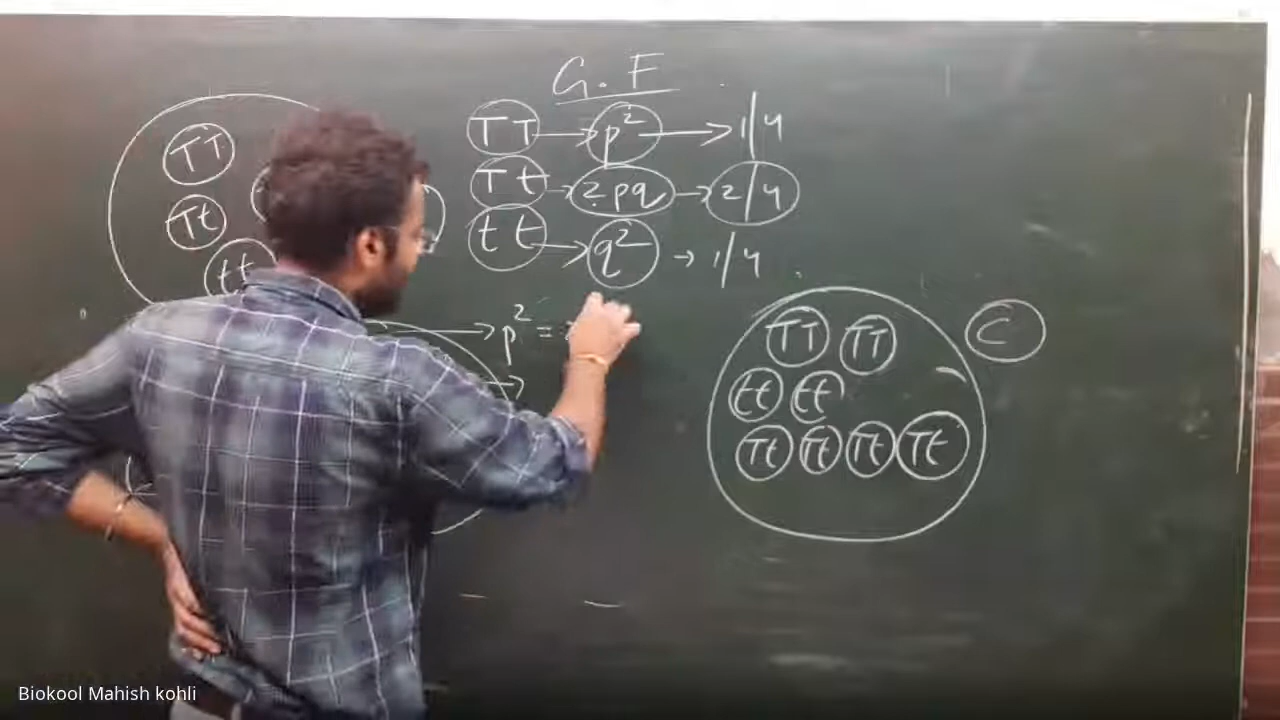 G.F
TT → p² → 1/4
Tt → 2pq → 2/4
tt → q² → 1/4
TT
Tt
tt
→ p² =
→
C
TT TT
tt tt
Tt Tt Tt Tt
Biokool Mahish kohli